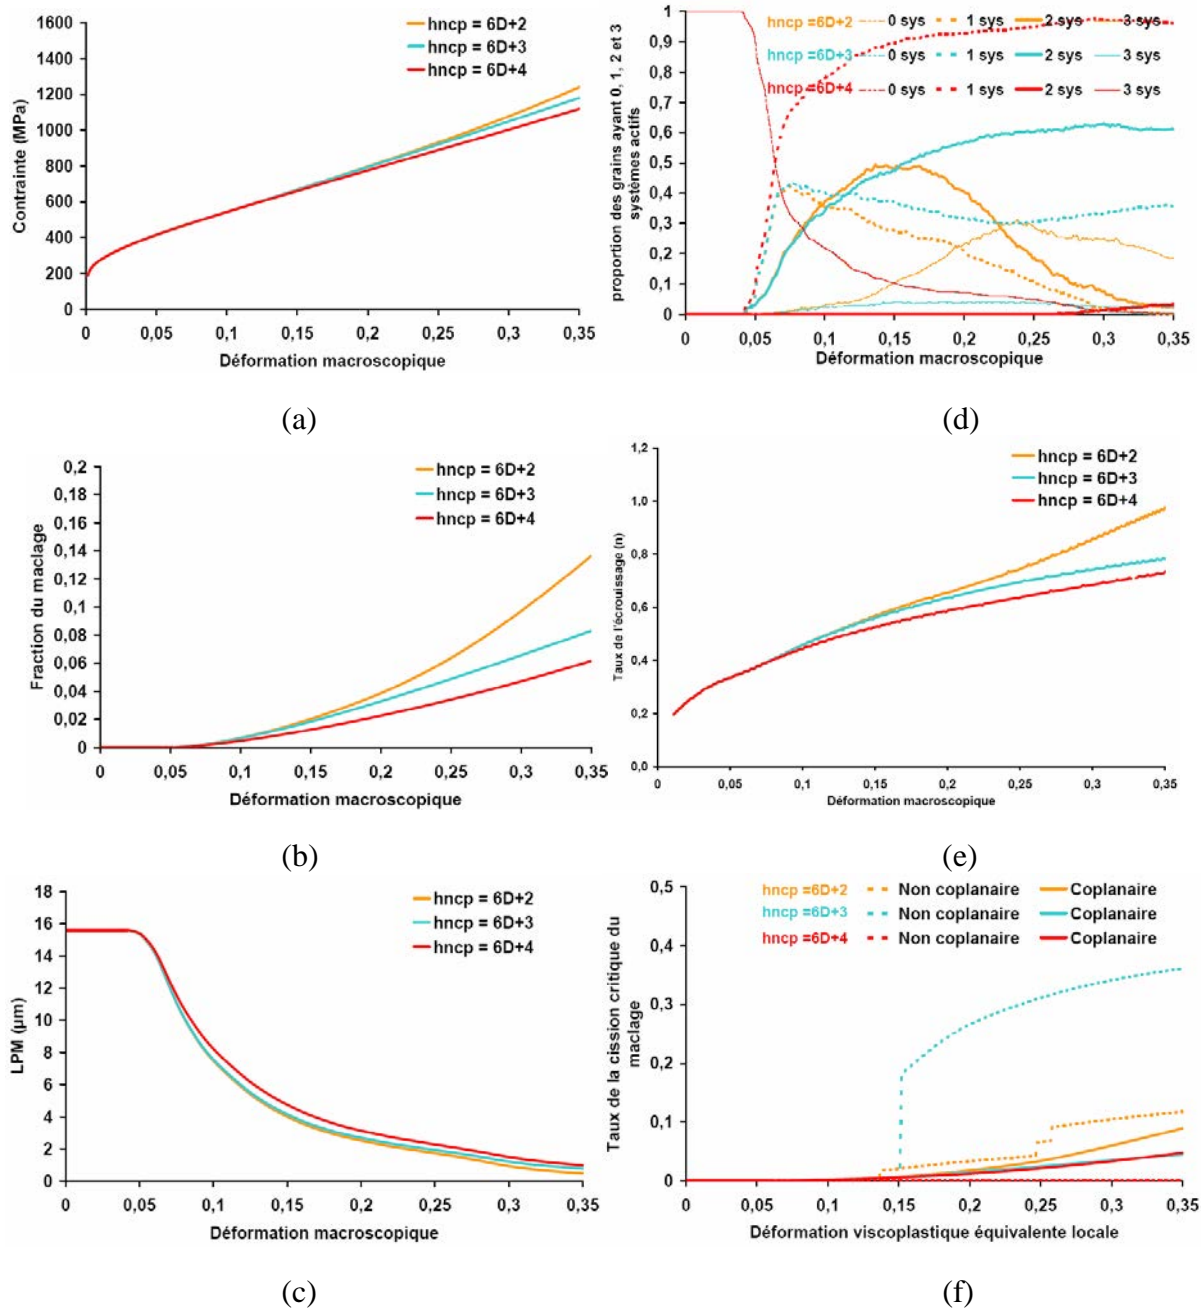 Contrainte (MPa)
1600
1400
1200
1000
800
600
400
200
0
0 0,05 0,1 0,15 0,2 0,25 0,3 0,35
Déformation macroscopique
hncp = 6D+2
hncp = 6D+3
hncp = 6D+4
(a)
proportion des grains ayant 0, 1, 2 et 3
systèmes actifs
1
0,9
0,8
0,7
0,6
0,5
0,4
0,3
0,2
0,1
0
hncp =6D+2 0 sys 1 sys 2 sys 3 sys
hncp =6D+3 0 sys 1 sys 2 sys 3 sys
hncp =6D+4 0 sys 1 sys 2 sys 3 sys
0 0,05 0,1 0,15 0,2 0,25 0,3 0,35
Déformation macroscopique
(d)
Fraction du maclage
0,2
0,18
0,16
0,14
0,12
0,1
0,08
0,06
0,04
0,02
0
0 0,05 0,1 0,15 0,2 0,25 0,3 0,35
Déformation macroscopique
hncp = 6D+2
hncp = 6D+3
hncp = 6D+4
(b)
Taux de l'écrouissage (n)
1,2
1,0
0,8
0,6
0,4
0,2
0,0
0 0,05 0,1 0,15 0,2 0,25 0,3 0,35
Déformation macroscopique
hncp = 6D+2
hncp = 6D+3
hncp = 6D+4
(e)
LPM (µm)
18
16
14
12
10
8
6
4
2
0
0 0,05 0,1 0,15 0,2 0,25 0,3 0,35
Déformation macroscopique
hncp = 6D+2
hncp = 6D+3
hncp = 6D+4
(c)
Taux de la cission critique du
maclage
0,5
0,4
0,3
0,2
0,1
0
hncp =6D+2 Non coplanaire Coplanaire
hncp =6D+3 Non coplanaire Coplanaire
hncp =6D+4 Non coplanaire Coplanaire
0 0,05 0,1 0,15 0,2 0,25 0,3 0,35
Déformation viscoplastique équivalente locale
(f)